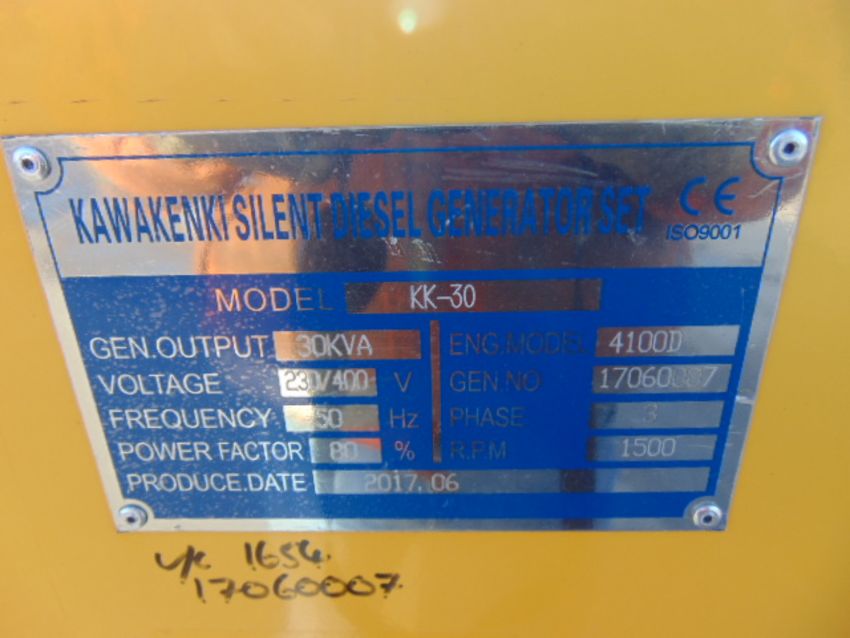 KAWAKENKI SILENT DIESEL GENERATOR SET CE
ISO9001
MODEL KK-30
GEN.OUTPUT 30KVA ENG.MODEL 4100D
VOLTAGE 230/400 V GEN.NO 17060007
FREQUENCY 50 Hz PHASE 3
POWER FACTOR 80 % R.P.M 1500
PRODUCE.DATE 2017.06
1654
17060007